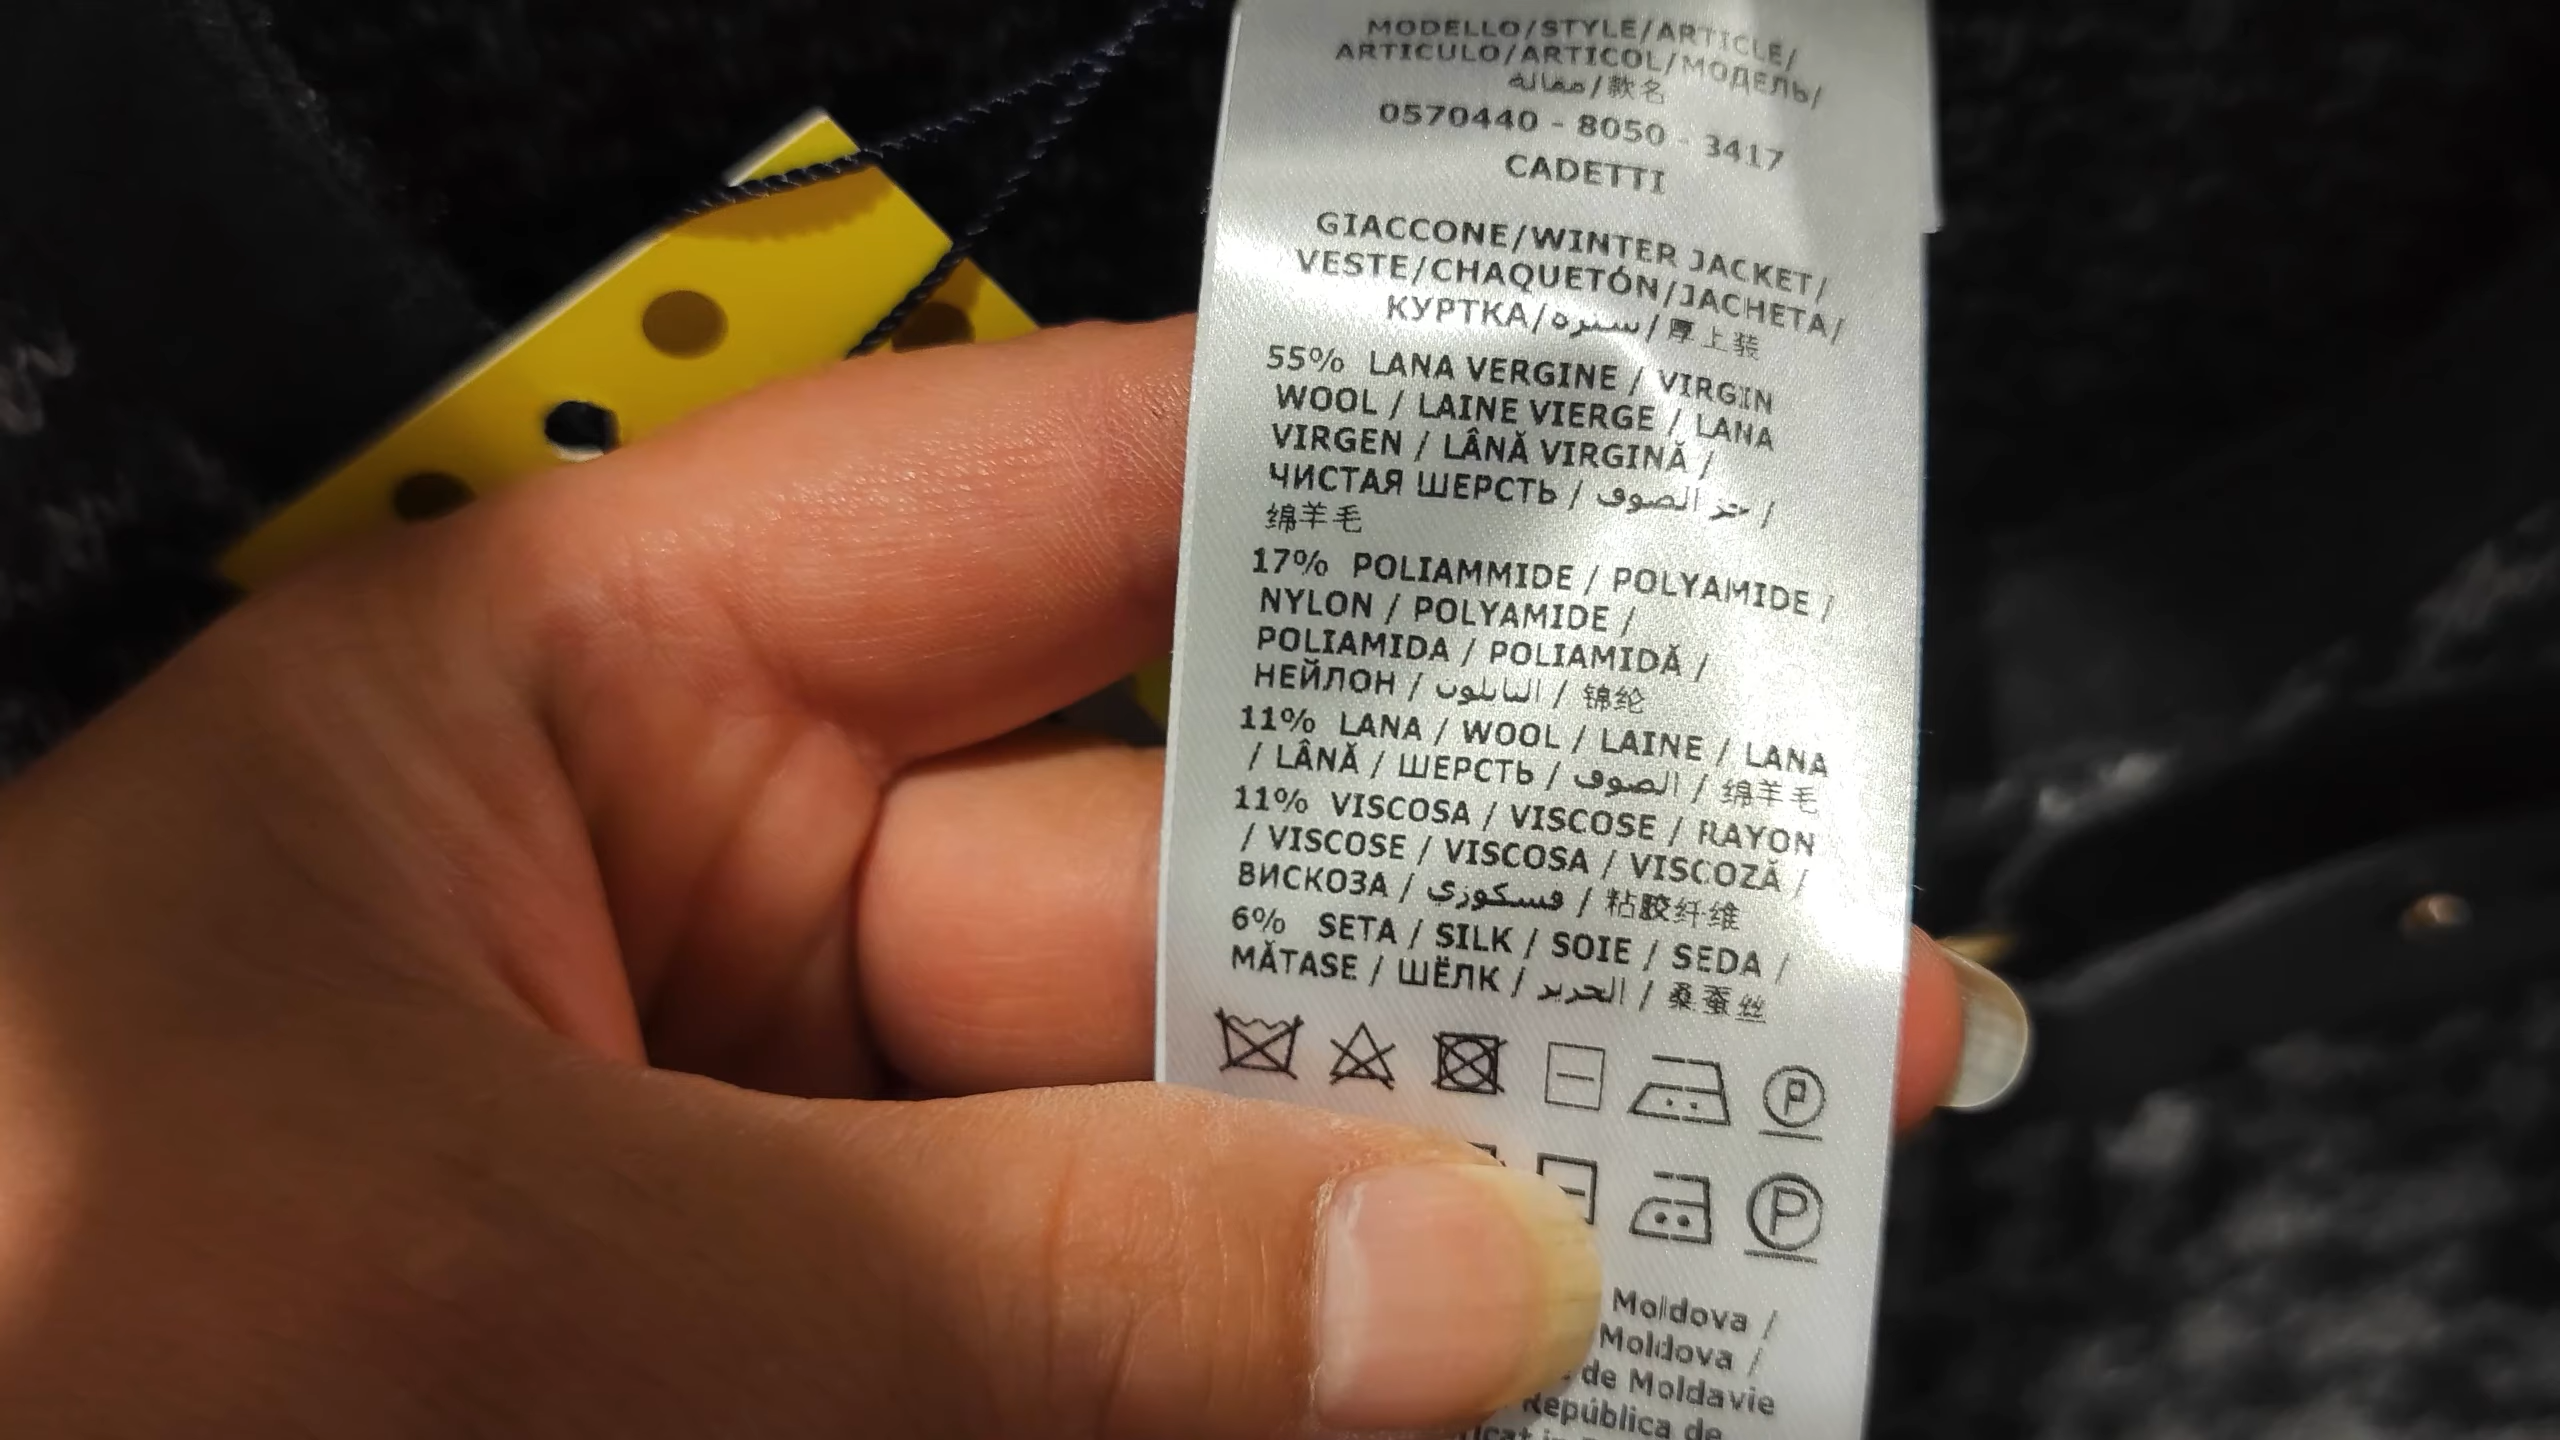 MODELLO/STYLE/ARTICLE/
ARTICULO/ARTICOL/МОДЕЛЬ/
مقالة/款名
0570440 - 8050 - 3417
CADETTI
GIACCONE/WINTER JACKET/
VESTE/CHAQUETÓN/JACHETA/
КУРТКА/سترة/厚上装
55% LANA VERGINE / VIRGIN
WOOL / LAINE VIERGE / LANA
VIRGEN / LÂNĂ VIRGINĂ /
ЧИСТАЯ ШЕРСТЬ / جز الصوف /
绵羊毛
17% POLIAMMIDE / POLYAMIDE /
NYLON / POLYAMIDE /
POLIAMIDA / POLIAMIDĂ /
НЕЙЛОН / النايلون / 锦纶
11% LANA / WOOL / LAINE / LANA
/ LÂNĂ / ШЕРСТЬ / الصوف / 绵羊毛
11% VISCOSA / VISCOSE / RAYON
/ VISCOSE / VISCOSA / VISCOZĂ /
ВИСКОЗА / فسكوزي / 粘胶纤维
6% SETA / SILK / SOIE / SEDA /
MĂTASE / ШЁЛК / الحرير / 桑蚕丝
P
P
Moldova /
Moldova /
de Moldavie
República de